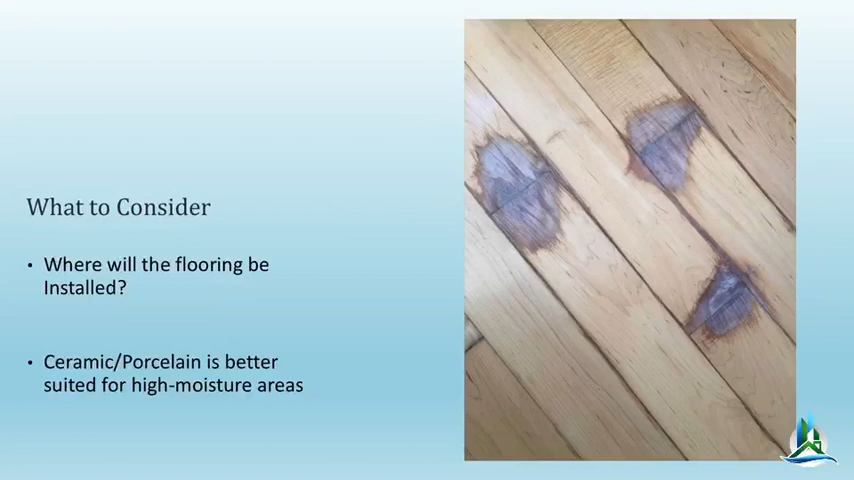 What to Consider
• Where will the flooring be
Installed?
• Ceramic/Porcelain is better
suited for high-moisture areas